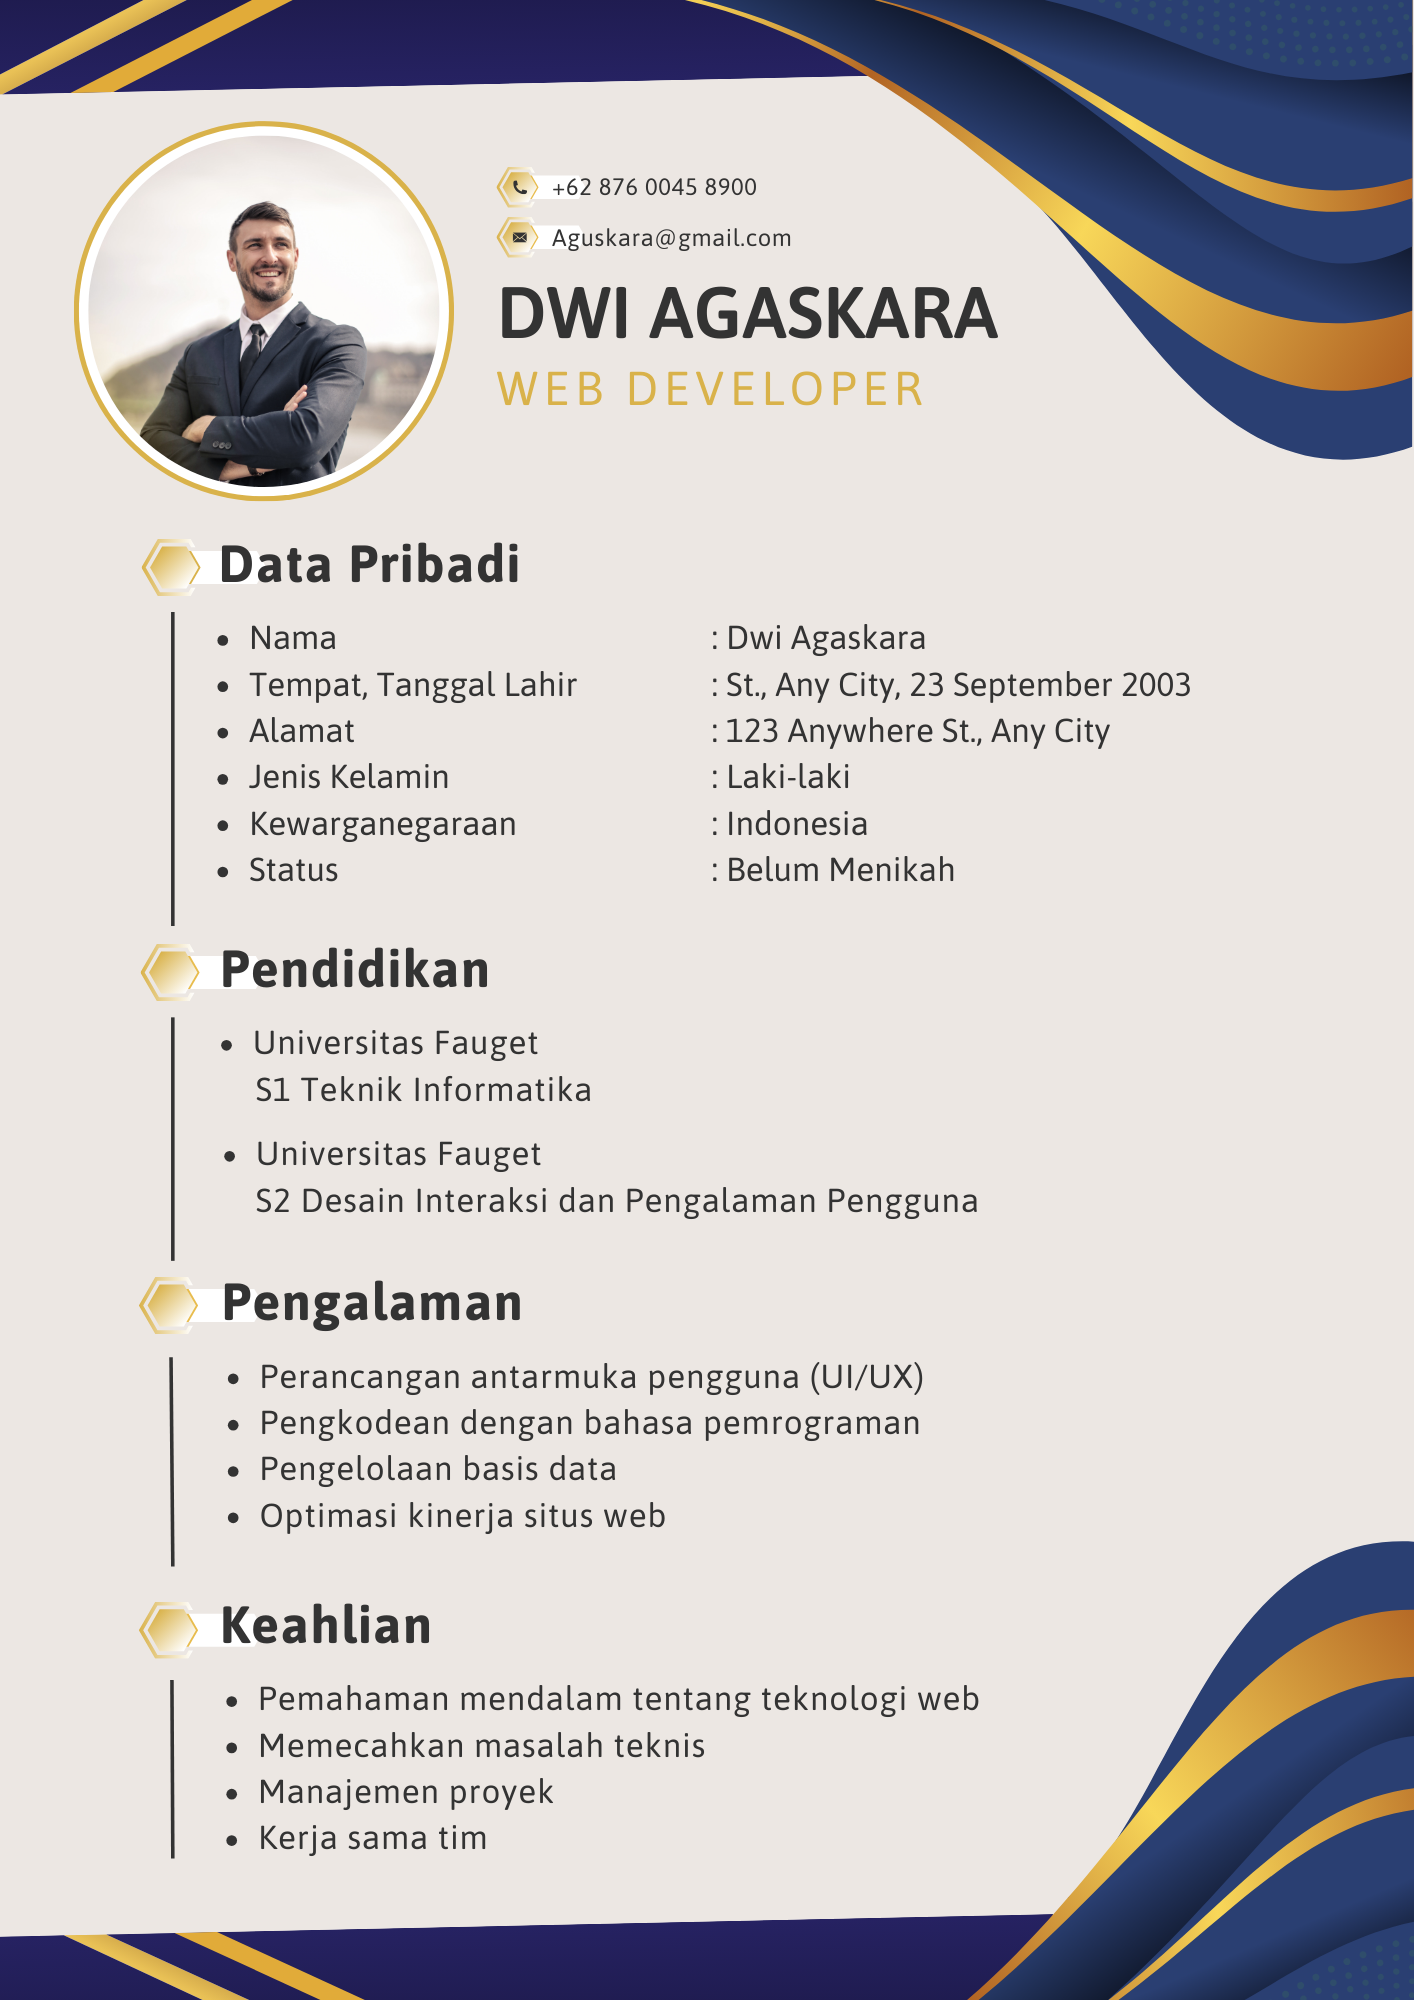 +62 876 0045 8900
Aguskara@gmail.com
DWI AGASKARA
WEB DEVELOPER
Data Pribadi
• Nama : Dwi Agaskara
• Tempat, Tanggal Lahir : St., Any City, 23 September 2003
• Alamat : 123 Anywhere St., Any City
• Jenis Kelamin : Laki-laki
• Kewarganegaraan : Indonesia
• Status : Belum Menikah
Pendidikan
• Universitas Fauget
S1 Teknik Informatika
• Universitas Fauget
S2 Desain Interaksi dan Pengalaman Pengguna
Pengalaman
• Perancangan antarmuka pengguna (UI/UX)
• Pengkodean dengan bahasa pemrograman
• Pengelolaan basis data
• Optimasi kinerja situs web
Keahlian
• Pemahaman mendalam tentang teknologi web
• Memecahkan masalah teknis
• Manajemen proyek
• Kerja sama tim